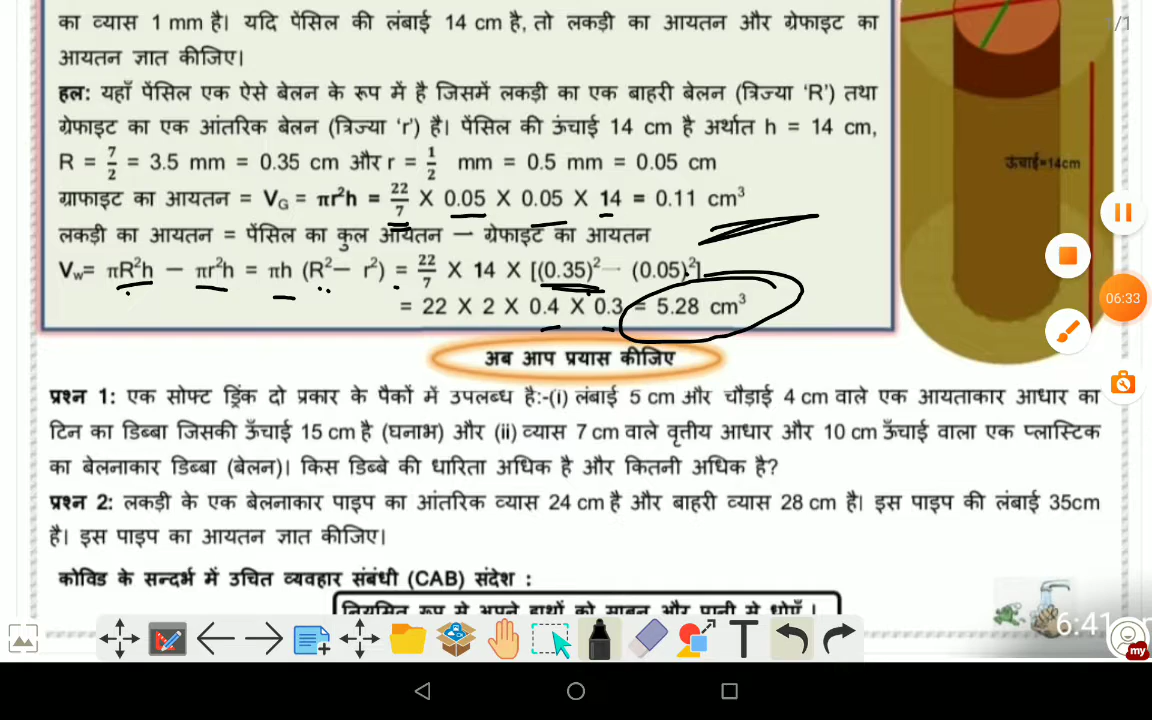 का व्यास 1 mm है। यदि पेंसिल की लंबाई 14 cm है, तो लकड़ी का आयतन और ग्रेफाइट का
1/1
आयतन ज्ञात कीजिए।
हल: यहाँ पेंसिल एक ऐसे बेलन के रूप में है जिसमें लकड़ी का एक बाहरी बेलन (त्रिज्या ‘R’) तथा
ग्रेफाइट का एक आंतरिक बेलन (त्रिज्या ‘r’) है। पेंसिल की ऊंचाई 14 cm है अर्थात h = 14 cm,
R = 7/2 = 3.5 mm = 0.35 cm और r = 1/2 mm = 0.5 mm = 0.05 cm
ऊंचाई=14cm
ग्राफाइट का आयतन = V_G = πr²h = 22/7 X 0.05 X 0.05 X 14 = 0.11 cm³
लकड़ी का आयतन = पेंसिल का कुल आयतन — ग्रेफाइट का आयतन
V_w= πR²h − πr²h = πh (R²− r²) = 22/7 X 14 X [(0.35)² − (0.05)²]
= 22 X 2 X 0.4 X 0.3 = 5.28 cm³
06:33
अब आप प्रयास कीजिए
प्रश्न 1: एक सोफ्ट ड्रिंक दो प्रकार के पैकों में उपलब्ध है:-(i) लंबाई 5 cm और चौड़ाई 4 cm वाले एक आयताकार आधार का
टिन का डिब्बा जिसकी ऊँचाई 15 cm है (घनाभ) और (ii) व्यास 7 cm वाले वृत्तीय आधार और 10 cm ऊँचाई वाला एक प्लास्टिक
का बेलनाकार डिब्बा (बेलन)। किस डिब्बे की धारिता अधिक है और कितनी अधिक है?
प्रश्न 2: लकड़ी के एक बेलनाकार पाइप का आंतरिक व्यास 24 cm है और बाहरी व्यास 28 cm है। इस पाइप की लंबाई 35cm
है। इस पाइप का आयतन ज्ञात कीजिए।
कोविड के सन्दर्भ में उचित व्यवहार संबंधी (CAB) संदेश :
नियमित रूप से अपने हाथों को साबुन और पानी से धोएँ ।
6:41
T
my